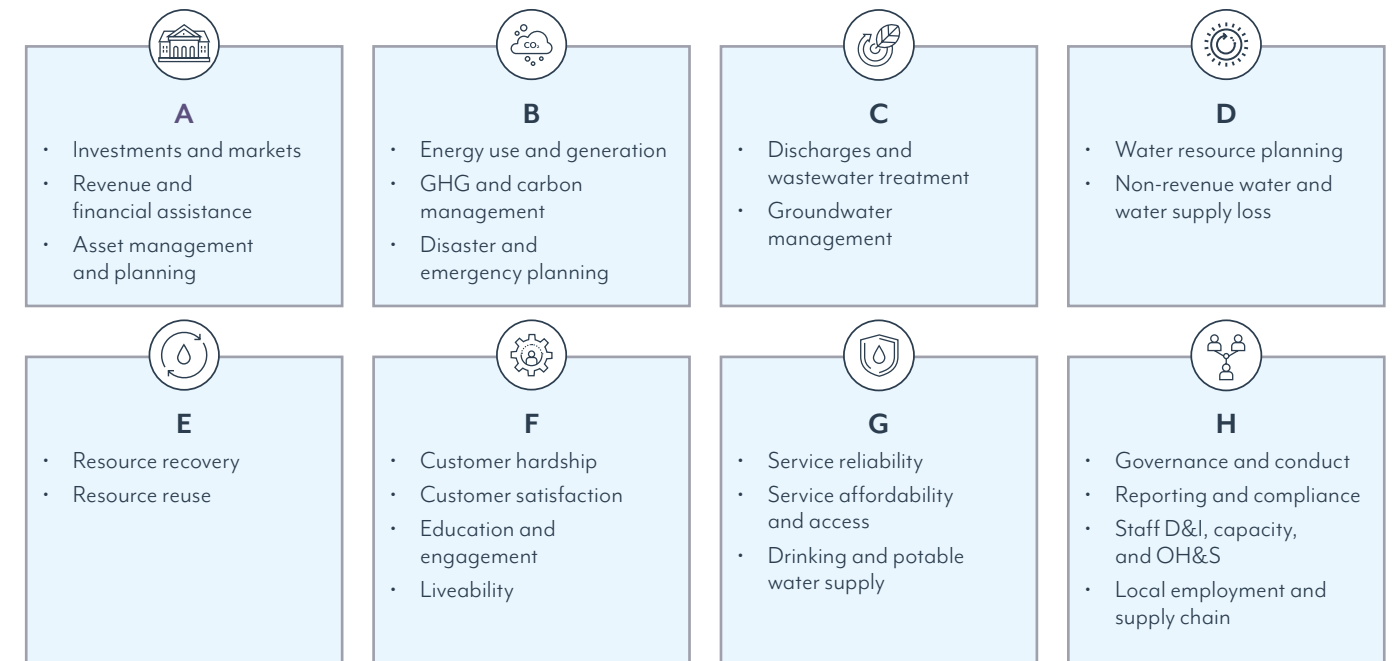 A
• Investments and markets
• Revenue and
financial assistance
• Asset management
and planning
CO₂
B
• Energy use and generation
• GHG and carbon
management
• Disaster and
emergency planning
C
• Discharges and
wastewater treatment
• Groundwater
management
D
• Water resource planning
• Non-revenue water and
water supply loss
E
• Resource recovery
• Resource reuse
F
• Customer hardship
• Customer satisfaction
• Education and
engagement
• Liveability
G
• Service reliability
• Service affordability
and access
• Drinking and potable
water supply
H
• Governance and conduct
• Reporting and compliance
• Staff D&I, capacity,
and OH&S
• Local employment and
supply chain